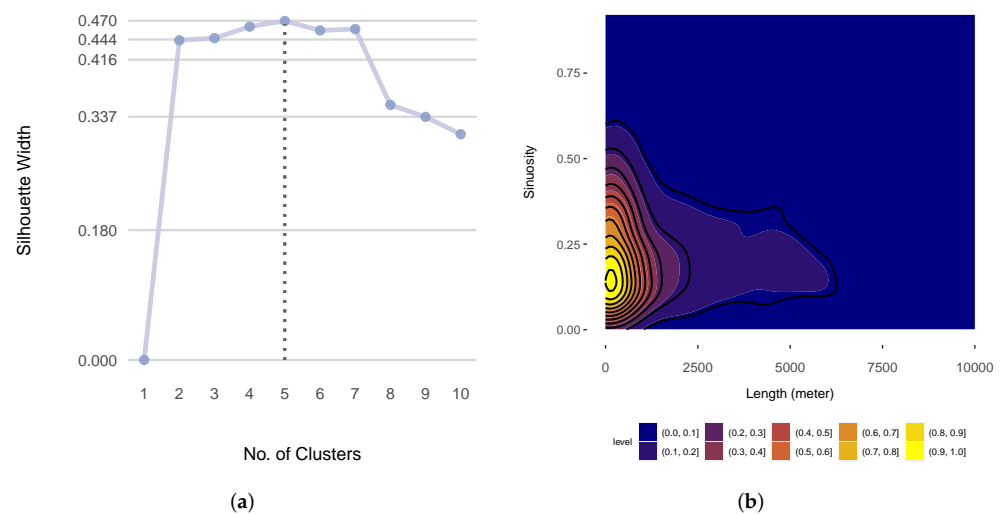 0.470
0.444
0.416
0.337
0.180
0.000
Silhouette Width
1 2 3 4 5 6 7 8 9 10
No. of Clusters
(a)
0.75
0.50
0.25
0.00
Sinuosity
0 2500 5000 7500 10000
Length (meter)
level
(0.0, 0.1] (0.2, 0.3] (0.4, 0.5] (0.6, 0.7] (0.8, 0.9]
(0.1, 0.2] (0.3, 0.4] (0.5, 0.6] (0.7, 0.8] (0.9, 1.0]
(b)